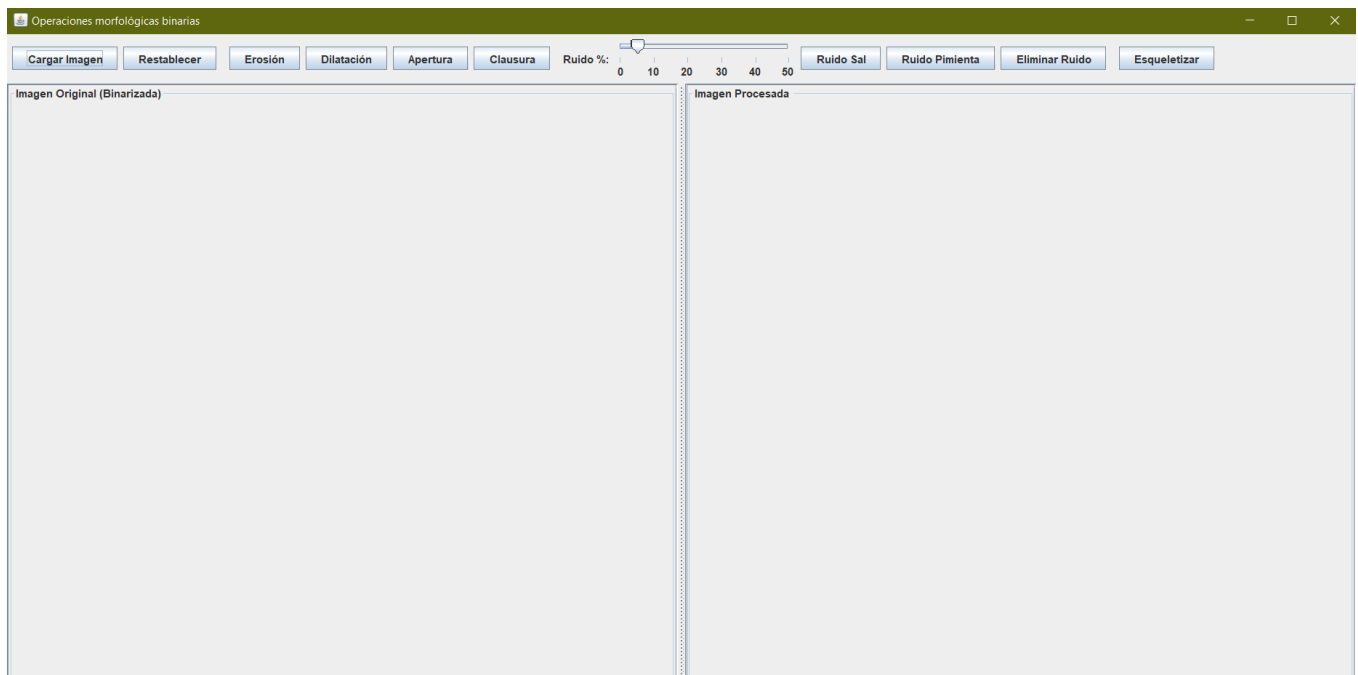 Operaciones morfológicas binarias
Cargar Imagen Restablecer Erosión Dilatación Apertura Clausura Ruido %: Ruido Sal Ruido Pimienta Eliminar Ruido Esqueletizar
0 10 20 30 40 50
Imagen Original (Binarizada) Imagen Procesada